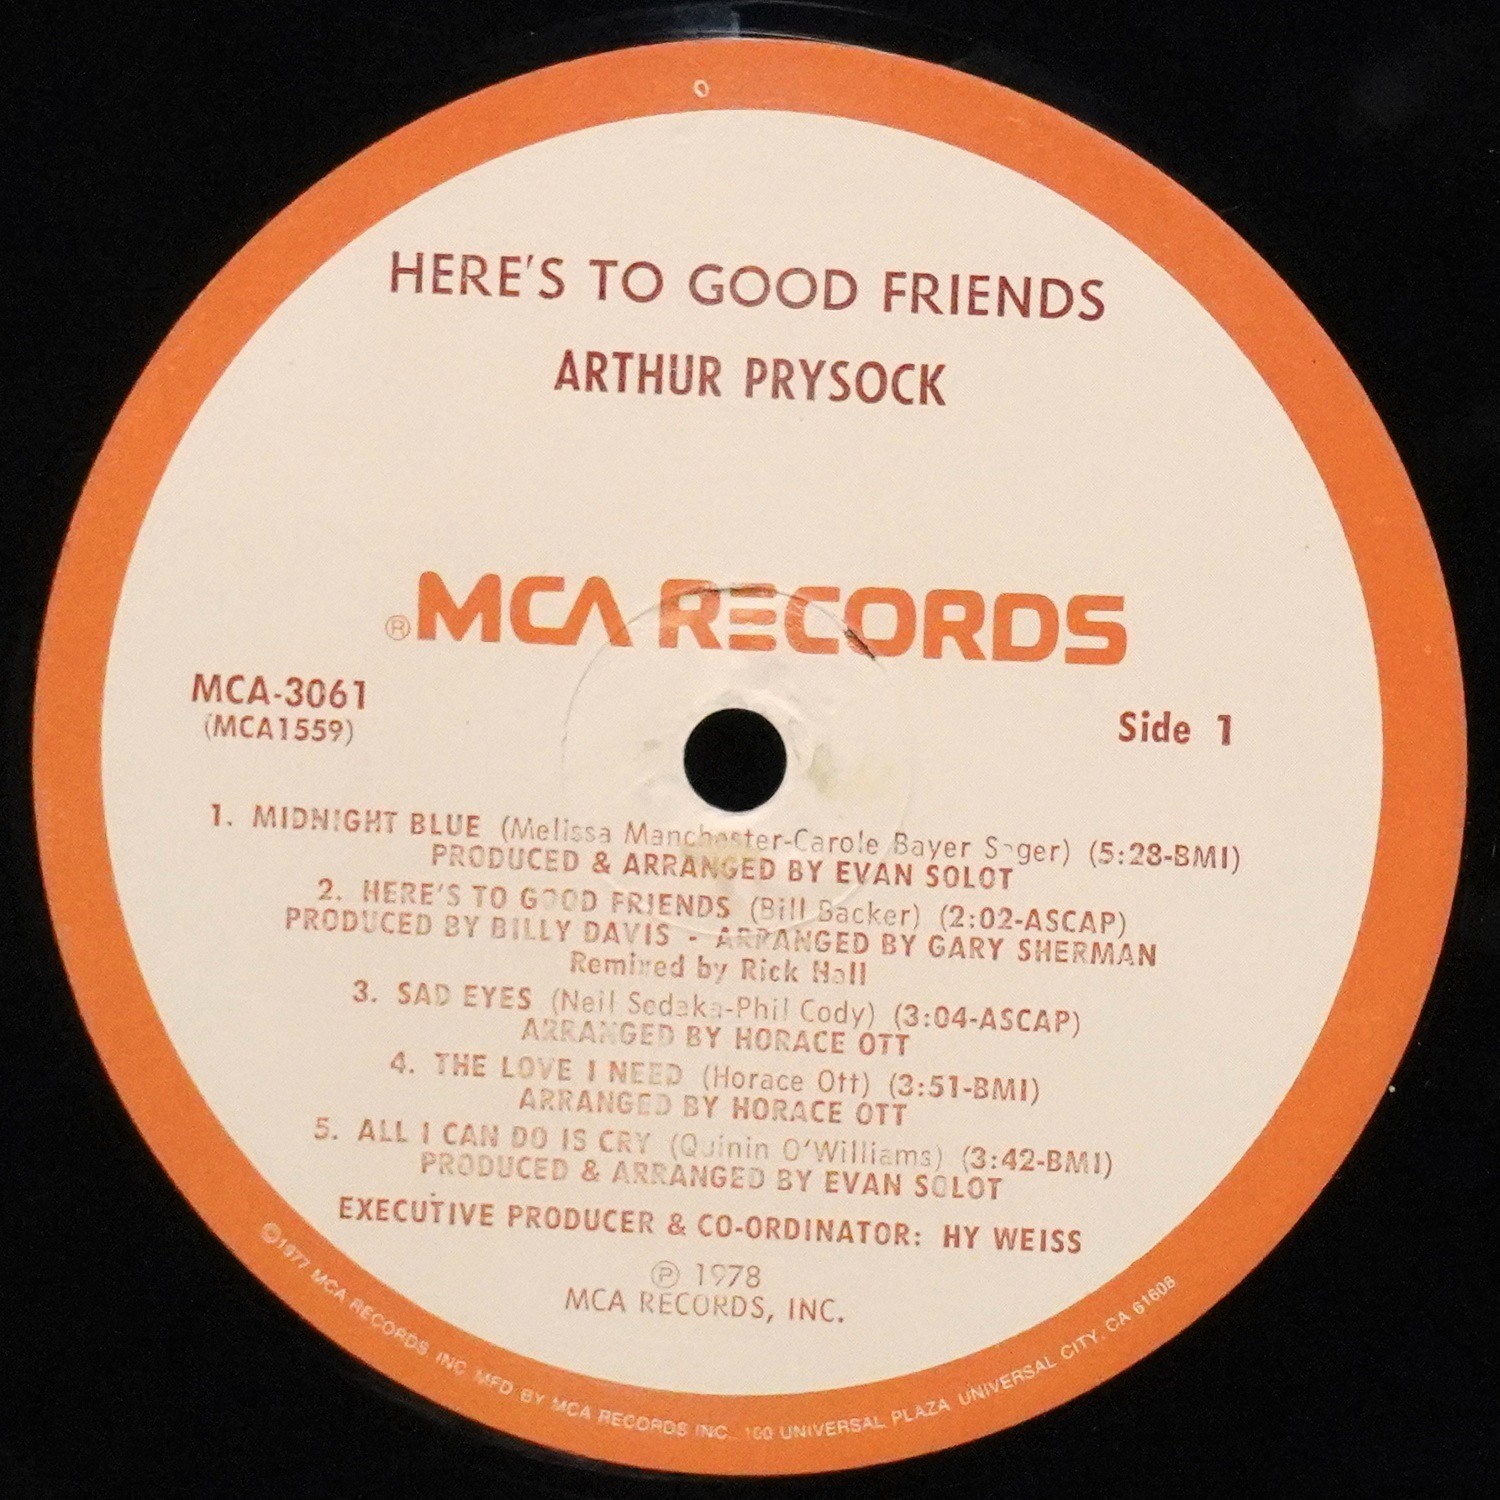 0
HERE'S TO GOOD FRIENDS
ARTHUR PRYSOCK
® MCA RECORDS
MCA-3061
(MCA1559)
Side 1
1. MIDNIGHT BLUE (Melissa Manchester-Carole Bayer Sager) (5:28-BMI)
PRODUCED & ARRANGED BY EVAN SOLOT
2. HERE'S TO GOOD FRIENDS (Bill Backer) (2:02-ASCAP)
PRODUCED BY BILLY DAVIS - ARRANGED BY GARY SHERMAN
Remixed by Rick Hall
3. SAD EYES (Neil Sedaka-Phil Cody) (3:04-ASCAP)
ARRANGED BY HORACE OTT
4. THE LOVE I NEED (Horace Ott) (3:51-BMI)
ARRANGED BY HORACE OTT
5. ALL I CAN DO IS CRY (Quinin O'Williams) (3:42-BMI)
PRODUCED & ARRANGED BY EVAN SOLOT
EXECUTIVE PRODUCER & CO-ORDINATOR: HY WEISS
℗ 1978
MCA RECORDS, INC.
©1977 MCA RECORDS INC. MFD BY MCA RECORDS INC. 100 UNIVERSAL PLAZA UNIVERSAL CITY, CA 61608